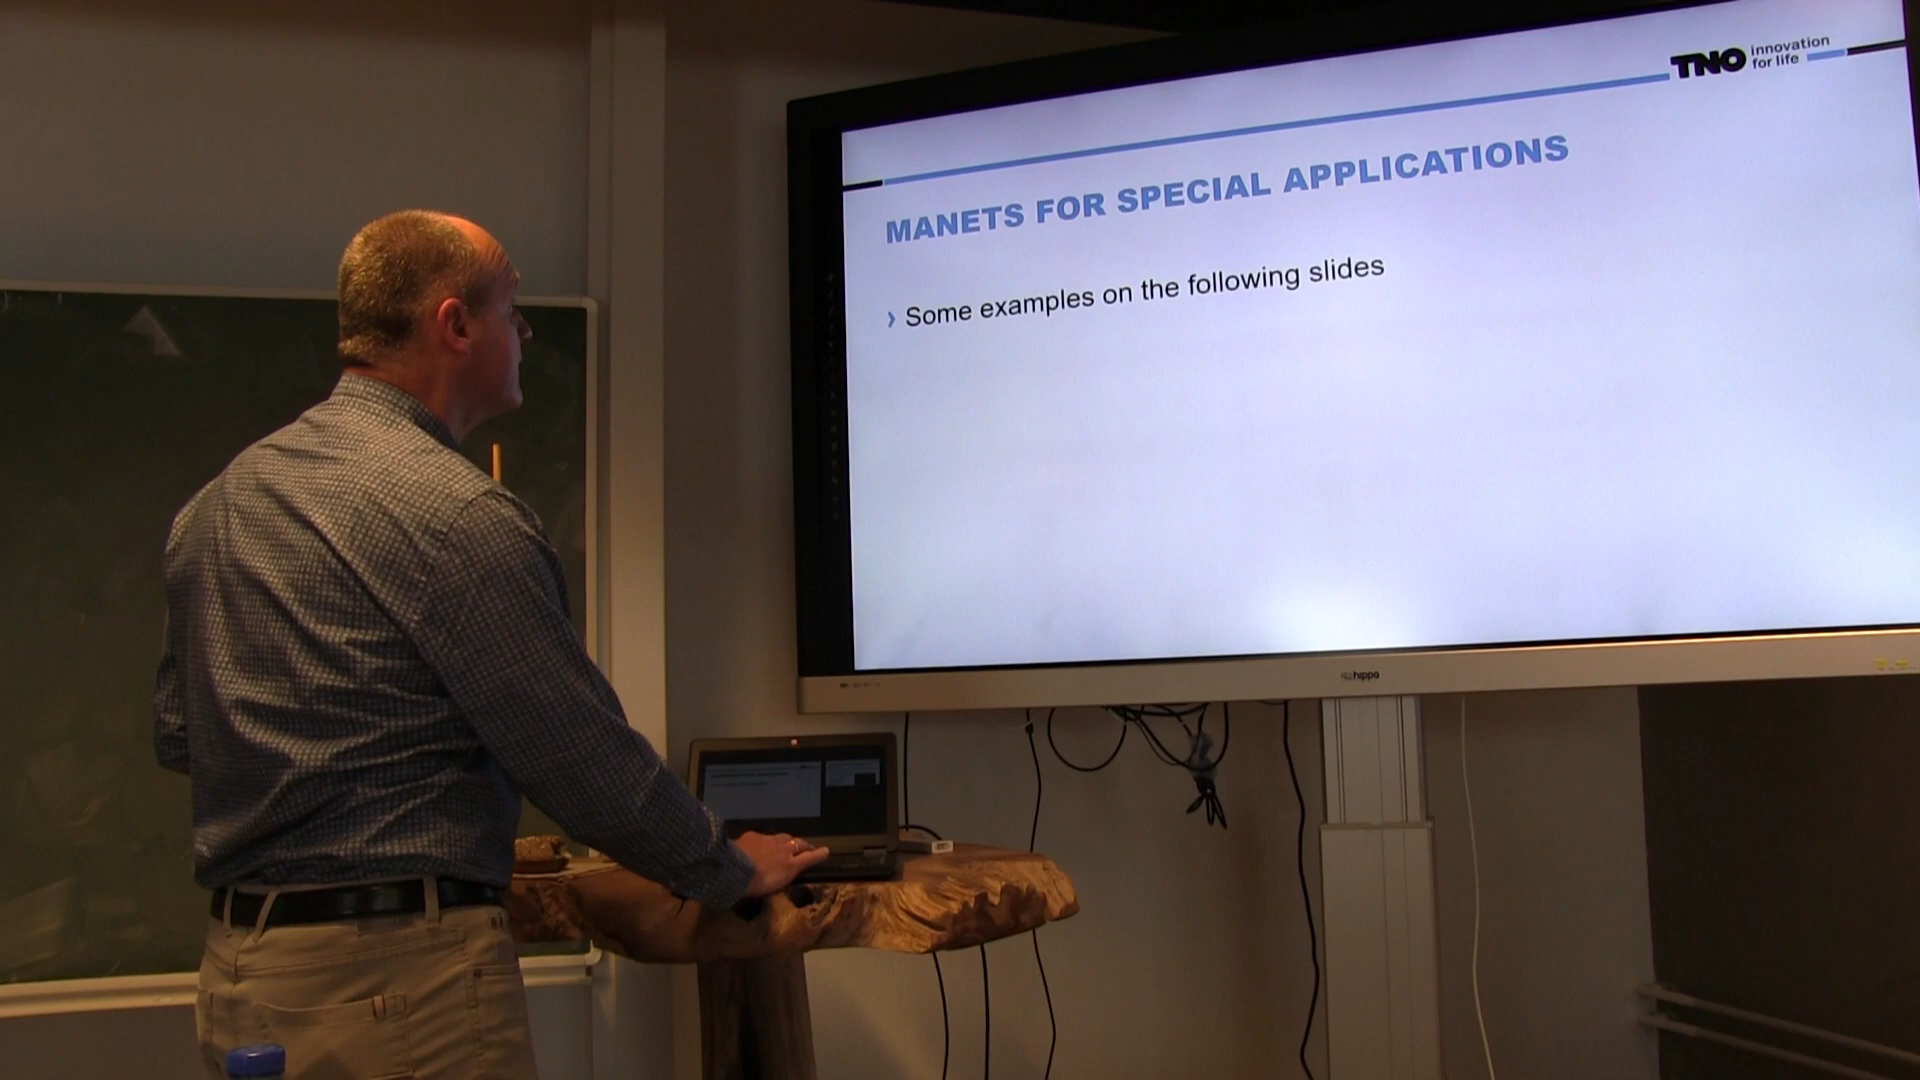 TNO innovation
for life
MANETS FOR SPECIAL APPLICATIONS
› Some examples on the following slides
hippo